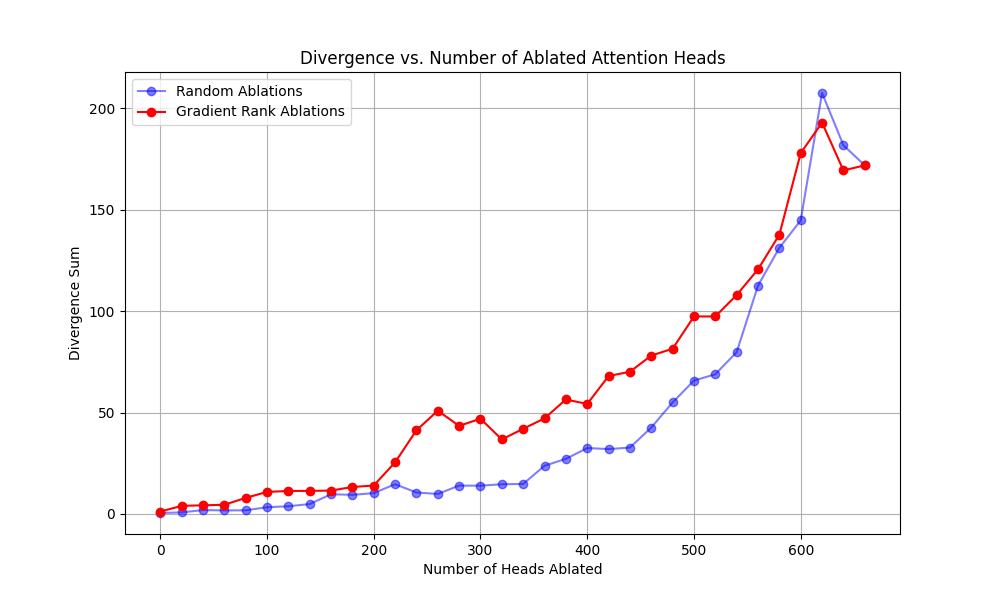 Divergence vs. Number of Ablated Attention Heads
Random Ablations
Gradient Rank Ablations
Divergence Sum
200
150
100
50
0
0 100 200 300 400 500 600
Number of Heads Ablated